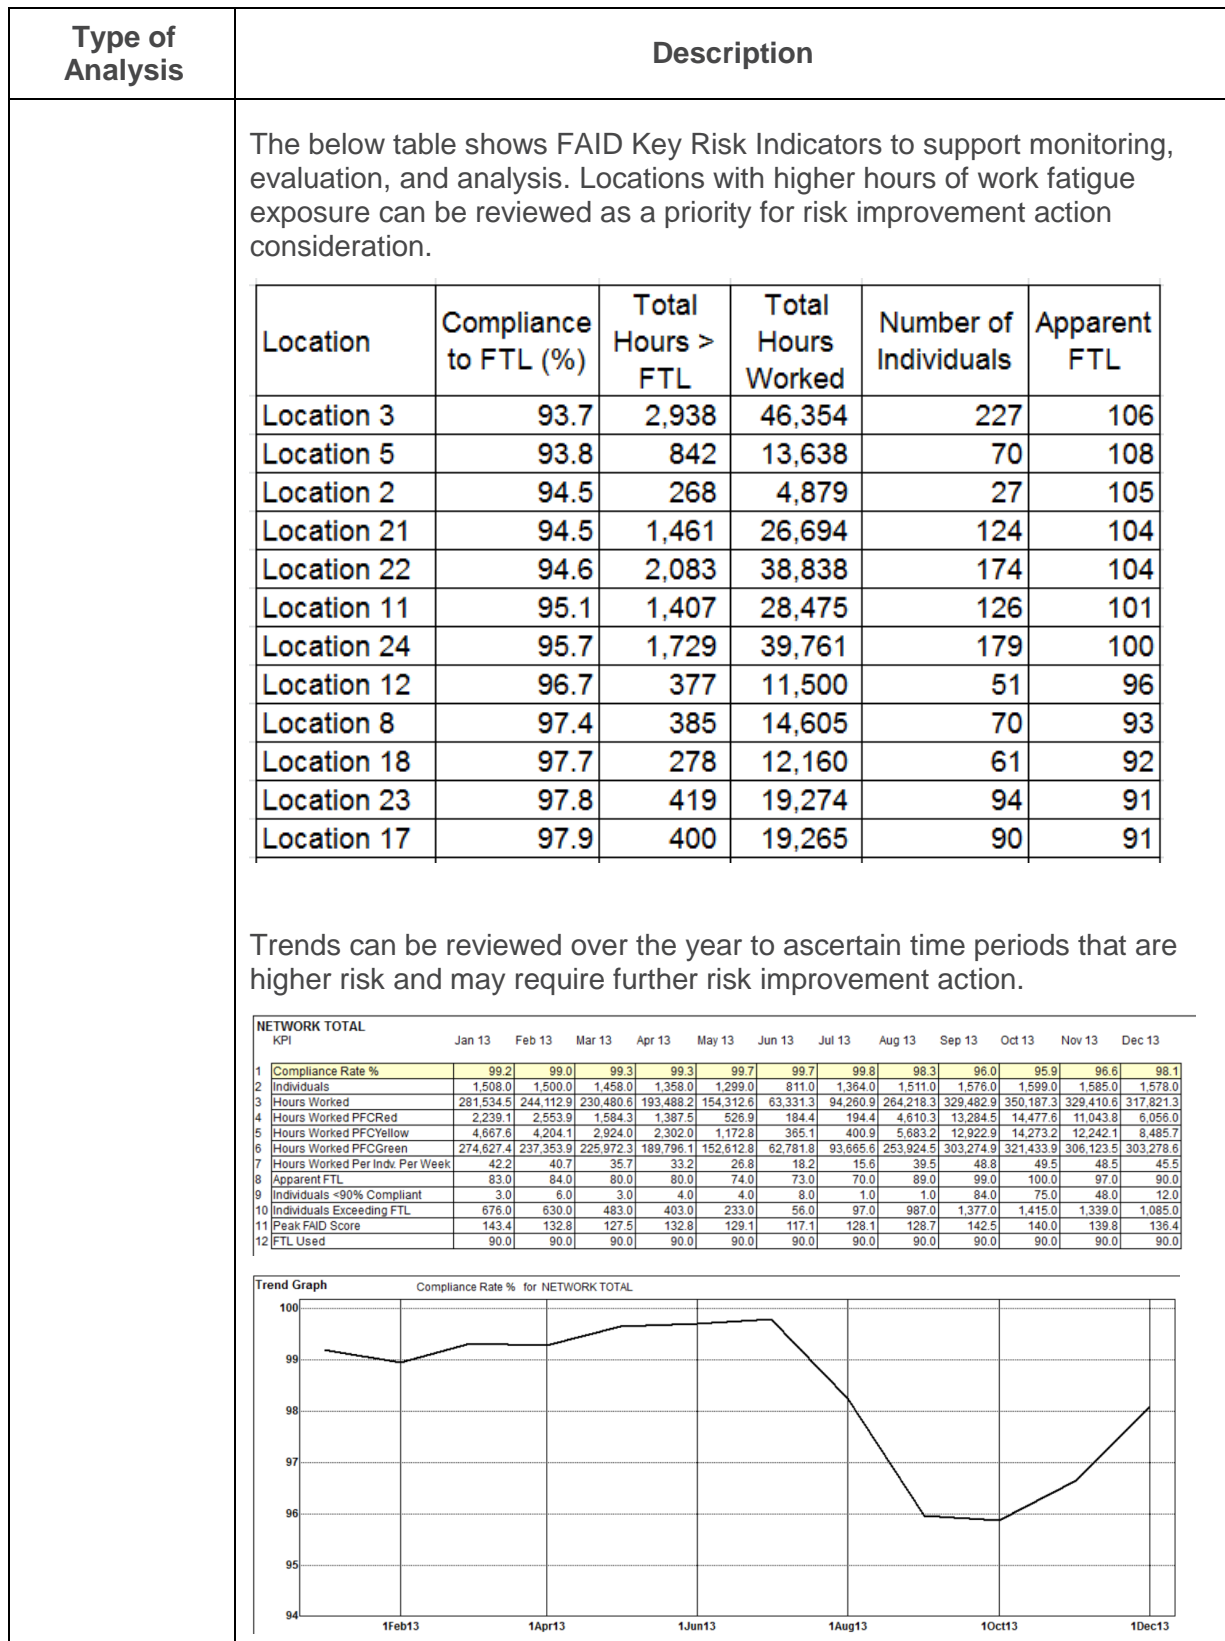 Type of Analysis
Description
The below table shows FAID Key Risk Indicators to support monitoring,
evaluation, and analysis. Locations with higher hours of work fatigue
exposure can be reviewed as a priority for risk improvement action
consideration.
Location | Compliance to FTL (%) | Total Hours > FTL | Total Hours Worked | Number of Individuals | Apparent FTL
Location 3 | 93.7 | 2,938 | 46,354 | 227 | 106
Location 5 | 93.8 | 842 | 13,638 | 70 | 108
Location 2 | 94.5 | 268 | 4,879 | 27 | 105
Location 21 | 94.5 | 1,461 | 26,694 | 124 | 104
Location 22 | 94.6 | 2,083 | 38,838 | 174 | 104
Location 11 | 95.1 | 1,407 | 28,475 | 126 | 101
Location 24 | 95.7 | 1,729 | 39,761 | 179 | 100
Location 12 | 96.7 | 377 | 11,500 | 51 | 96
Location 8 | 97.4 | 385 | 14,605 | 70 | 93
Location 18 | 97.7 | 278 | 12,160 | 61 | 92
Location 23 | 97.8 | 419 | 19,274 | 94 | 91
Location 17 | 97.9 | 400 | 19,265 | 90 | 91
Trends can be reviewed over the year to ascertain time periods that are
higher risk and may require further risk improvement action.
NETWORK TOTAL
KPI Jan 13 Feb 13 Mar 13 Apr 13 May 13 Jun 13 Jul 13 Aug 13 Sep 13 Oct 13 Nov 13 Dec 13
1 Compliance Rate % 99.2 99.0 99.3 99.3 99.7 99.7 99.8 98.3 96.0 95.9 96.6 98.1
2 Individuals 1,508.0 1,500.0 1,458.0 1,358.0 1,299.0 811.0 1,364.0 1,511.0 1,576.0 1,599.0 1,585.0 1,578.0
3 Hours Worked 281,534.5 244,112.9 230,480.6 193,488.2 154,312.6 63,331.3 94,260.9 264,218.3 329,482.9 350,187.3 329,410.6 317,821.3
4 Hours Worked PFCRed 2,239.1 2,553.9 1,584.3 1,387.5 526.9 184.4 194.4 4,610.3 13,284.5 14,477.6 11,043.8 6,056.0
5 Hours Worked PFCYellow 4,667.6 4,204.1 2,924.0 2,302.0 1,172.8 365.1 400.9 5,683.2 12,922.9 14,273.2 12,242.1 8,485.7
6 Hours Worked PFCGreen 274,627.4 237,353.9 225,972.3 189,796.1 152,612.8 62,781.8 93,665.6 253,924.5 303,274.9 321,433.9 306,123.5 303,278.6
7 Hours Worked Per Indv. Per Week 42.2 40.7 35.7 33.2 26.8 18.2 15.6 39.5 48.8 49.5 48.5 45.5
8 Apparent FTL 83.0 84.0 80.0 80.0 74.0 73.0 70.0 89.0 99.0 100.0 97.0 90.0
9 Individuals <90% Compliant 3.0 6.0 3.0 4.0 4.0 8.0 1.0 1.0 84.0 75.0 48.0 12.0
10 Individuals Exceeding FTL 676.0 630.0 483.0 403.0 233.0 56.0 97.0 987.0 1,377.0 1,415.0 1,339.0 1,085.0
11 Peak FAID Score 143.4 132.8 127.5 132.8 129.1 117.1 128.1 128.7 142.5 140.0 139.8 136.4
12 FTL Used 90.0 90.0 90.0 90.0 90.0 90.0 90.0 90.0 90.0 90.0 90.0 90.0
Trend Graph Compliance Rate % for NETWORK TOTAL
100
99
98
97
96
95
94
1Feb13 1Apr13 1Jun13 1Aug13 1Oct13 1Dec13